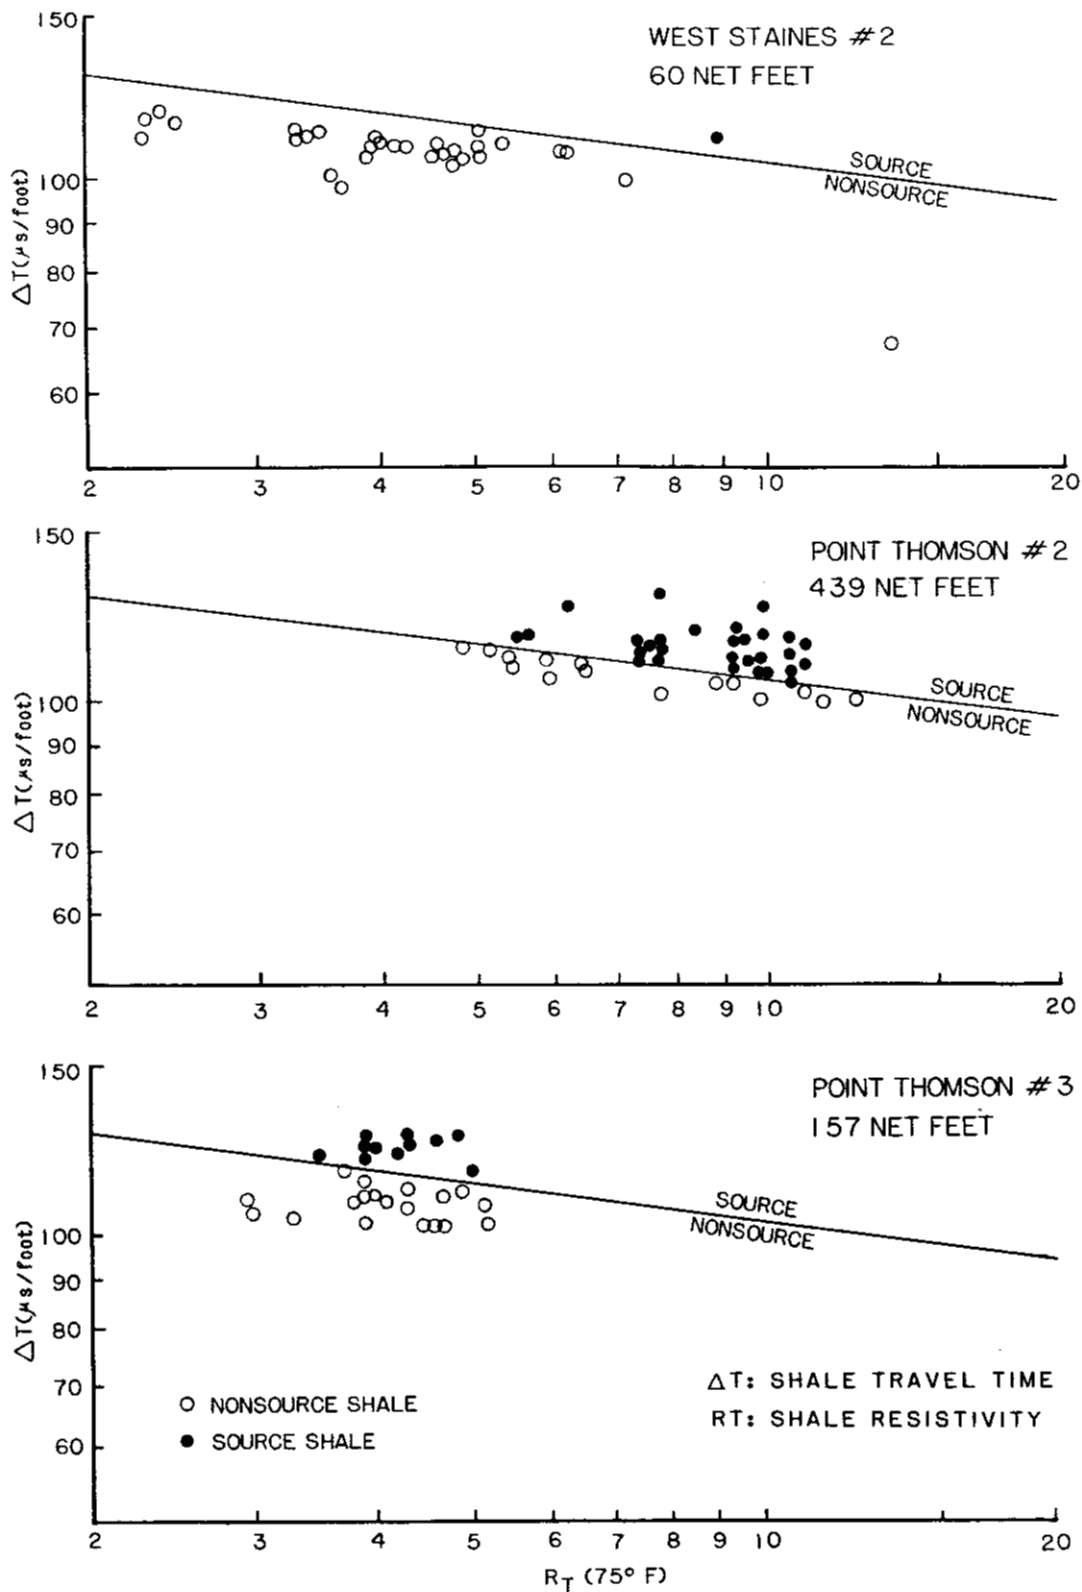 WEST STAINES #2
60 NET FEET
150
100
90
80
70
60
ΔT(μs/foot)
SOURCE
NONSOURCE
2 3 4 5 6 7 8 9 10 20
POINT THOMSON #2
439 NET FEET
150
100
90
80
70
60
ΔT(μs/foot)
SOURCE
NONSOURCE
2 3 4 5 6 7 8 9 10 20
POINT THOMSON #3
157 NET FEET
150
100
90
80
70
60
ΔT(μs/foot)
SOURCE
NONSOURCE
○ NONSOURCE SHALE
● SOURCE SHALE
ΔT: SHALE TRAVEL TIME
RT: SHALE RESISTIVITY
2 3 4 5 6 7 8 9 10 20
R_T (75° F)